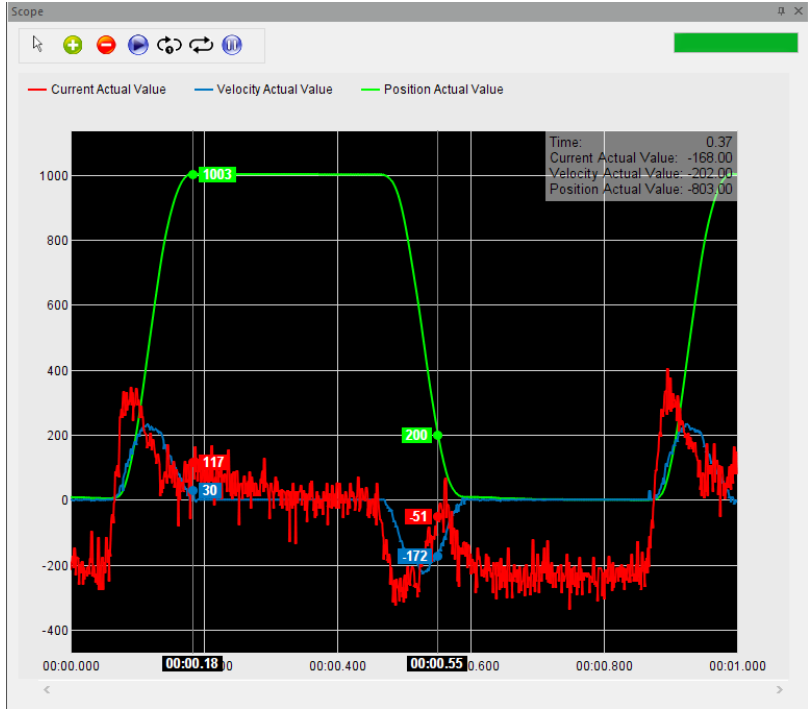 Scope
Current Actual Value Velocity Actual Value Position Actual Value
Time: 0.37
Current Actual Value: -168.00
Velocity Actual Value: -202.00
Position Actual Value: -803.00
1000
1003
800
600
400
200
200
117
30
0
-51
-172
-200
-400
00:00.000 00:00.18 00:00.400 00:00.55 0.600 00:00.800 00:01.000